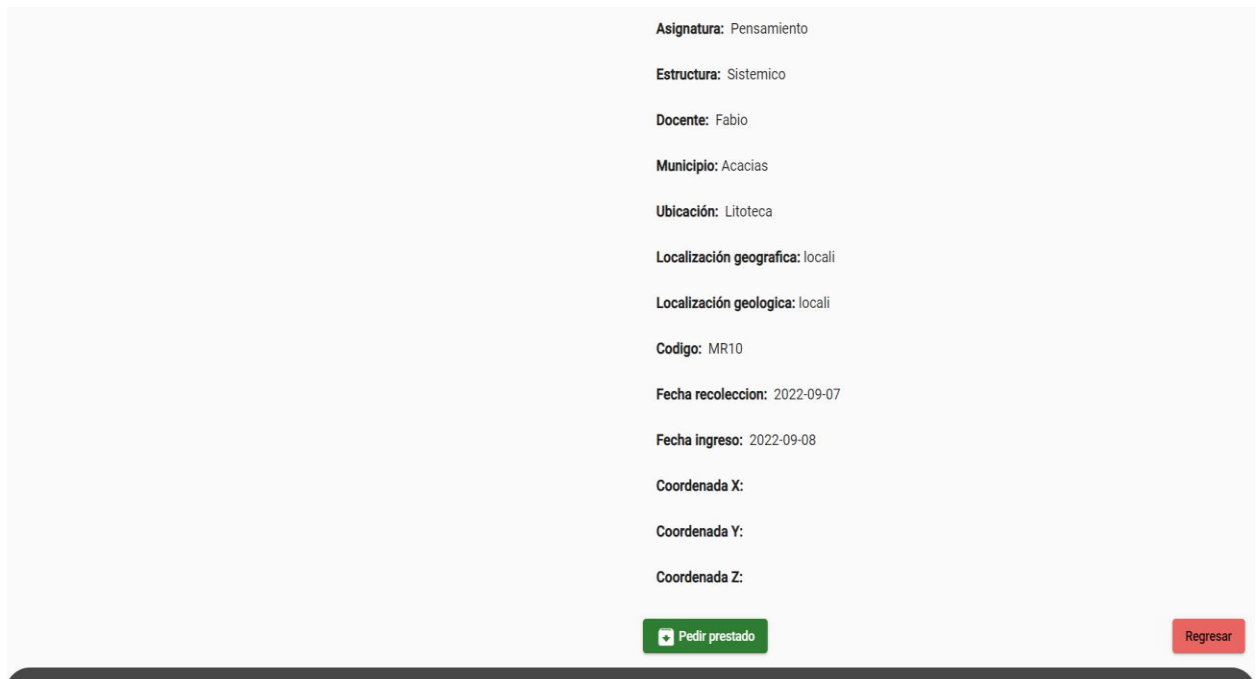 Asignatura: Pensamiento
Estructura: Sistemico
Docente: Fabio
Municipio: Acacias
Ubicación: Litoteca
Localización geografica: locali
Localización geologica: locali
Codigo: MR10
Fecha recoleccion: 2022-09-07
Fecha ingreso: 2022-09-08
Coordenada X:
Coordenada Y:
Coordenada Z:
Pedir prestado
Regresar